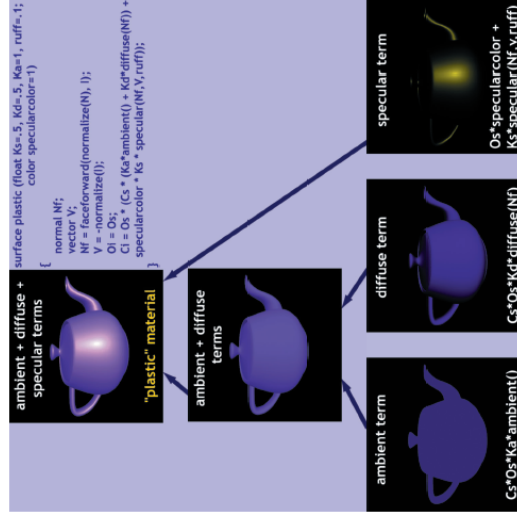 surface plastic (float Ks=.5, Kd=.5, Ka=1, ruff=.1;
color specularcolor=1)
{
normal Nf;
vector V;
Nf = faceforward(normalize(N), I);
V = -normalize(I);
Oi = Os;
Ci = Os * (Cs * (Ka*ambient() + Kd*diffuse(Nf)) +
specularcolor * Ks * specular(Nf,V,ruff));
}
ambient + diffuse +
specular terms
"plastic" material
ambient + diffuse
terms
ambient term
Cs*Os*Ka*ambient()
diffuse term
Cs*Os*Kd*diffuse(Nf)
specular term
Os*specularcolor +
Ks*specular(Nf,V,ruff)